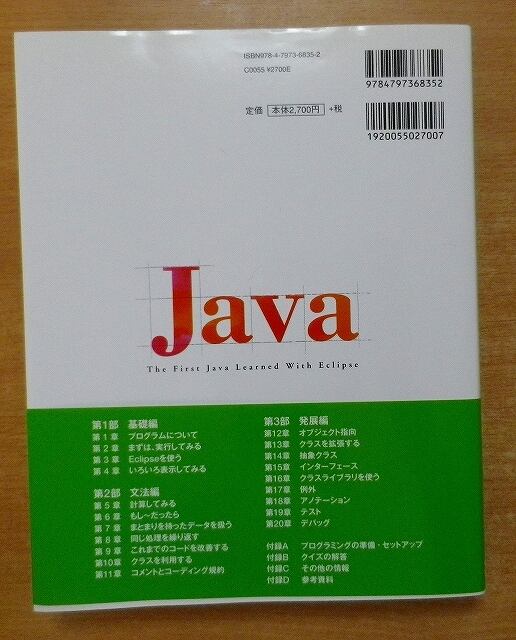 ISBN978-4-7973-6835-2
C0055 ¥2700E
定価 本体2,700円 +税
9784797368352
1920055027007
Java
The First Java Learned With Eclipse
第1部 基礎編
第1章 プログラムについて
第2章 まずは、実行してみる
第3章 Eclipseを使う
第4章 いろいろ表示してみる
第2部 文法編
第5章 計算してみる
第6章 もし~だったら
第7章 まとまりを持ったデータを扱う
第8章 同じ処理を繰り返す
第9章 これまでのコードを改善する
第10章 クラスを利用する
第11章 コメントとコーディング規約
第3部 発展編
第12章 オブジェクト指向
第13章 クラスを拡張する
第14章 抽象クラス
第15章 インターフェース
第16章 クラスライブラリを使う
第17章 例外
第18章 アノテーション
第19章 テスト
第20章 デバッグ
付録A プログラミングの準備・セットアップ
付録B クイズの解答
付録C その他の情報
付録D 参考資料